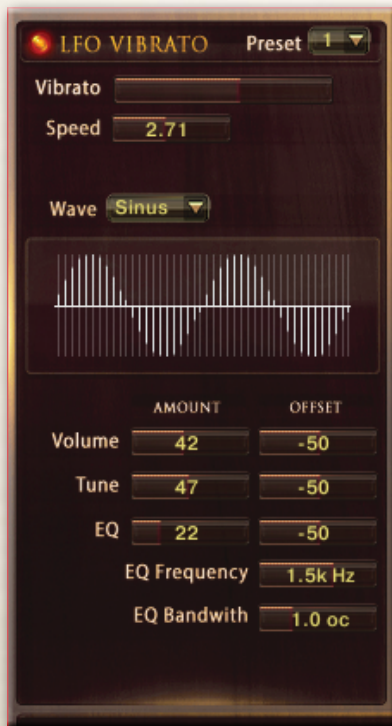 LFO VIBRATO Preset 1
Vibrato
Speed 2.71
Wave Sinus
AMOUNT OFFSET
Volume 42 -50
Tune 47 -50
EQ 22 -50
EQ Frequency 1.5k Hz
EQ Bandwith 1.0 oc